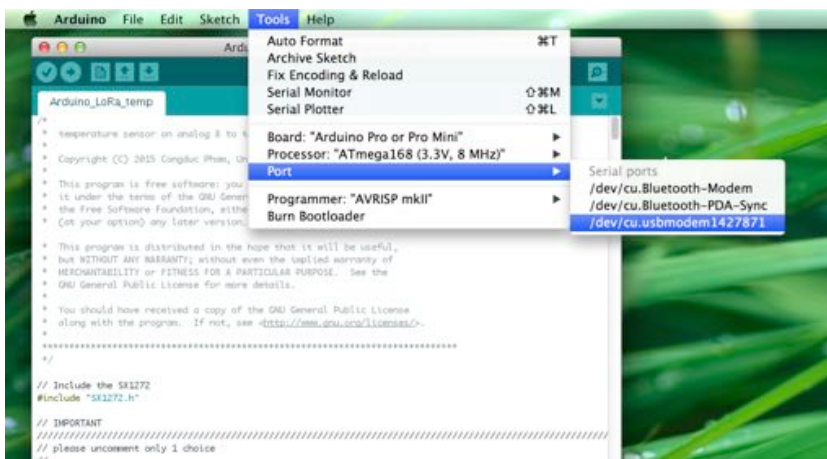 Arduino File Edit Sketch Tools Help
Ardu
Arduino_LoRa_temp
Auto Format ⌘T
Archive Sketch
Fix Encoding & Reload
Serial Monitor ⇧⌘M
Serial Plotter ⇧⌘L
Board: "Arduino Pro or Pro Mini"
Processor: "ATmega168 (3.3V, 8 MHz)"
Port
Programmer: "AVRISP mkII"
Burn Bootloader
Serial ports
/dev/cu.Bluetooth-Modem
/dev/cu.Bluetooth-PDA-Sync
/dev/cu.usbmodem1427871
/*
* temperature sensor on analog 8 to
*
* Copyright (C) 2015 Congduc Pham, Un
*
* This program is free software: you
* it under the terms of the GNU Gener
* the Free Software Foundation, eithe
* (at your option) any later version.
*
* This program is distributed in the hope that it will be useful,
* but WITHOUT ANY WARRANTY; without even the implied warranty of
* MERCHANTABILITY or FITNESS FOR A PARTICULAR PURPOSE. See the
* GNU General Public License for more details.
*
* You should have received a copy of the GNU General Public License
* along with the program. If not, see <http://www.gnu.org/licenses/>.
*
*****************************************************************************
*/
// Include the SX1272
#include "SX1272.h"
// IMPORTANT
///////////////////////////////////////////////////////////////////////////////////////////
// please uncomment only 1 choice
//